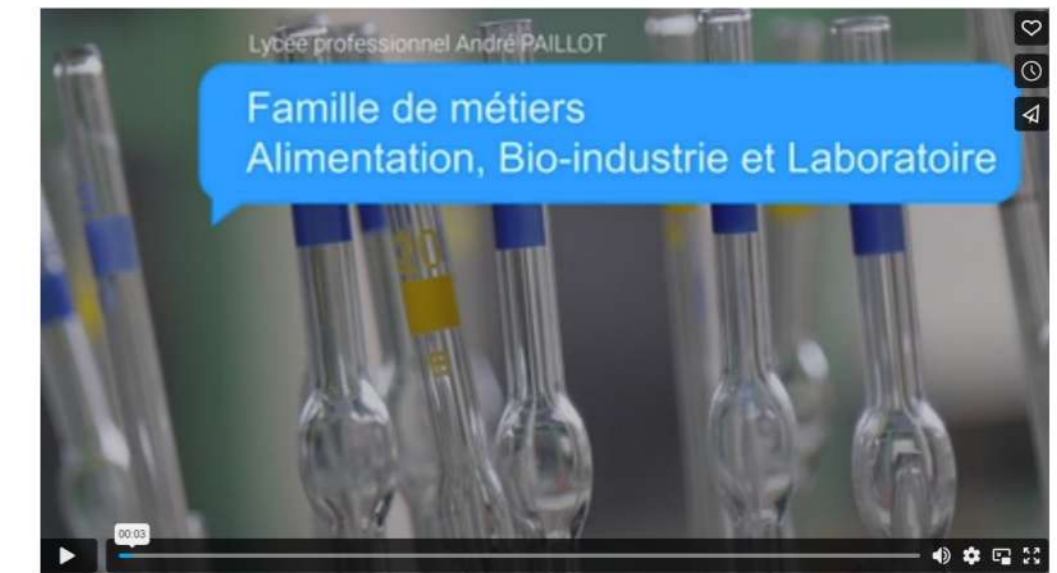 Lycée professionnel André PAILLOT
Famille de métiers
Alimentation, Bio-industrie et Laboratoire
20
00:03